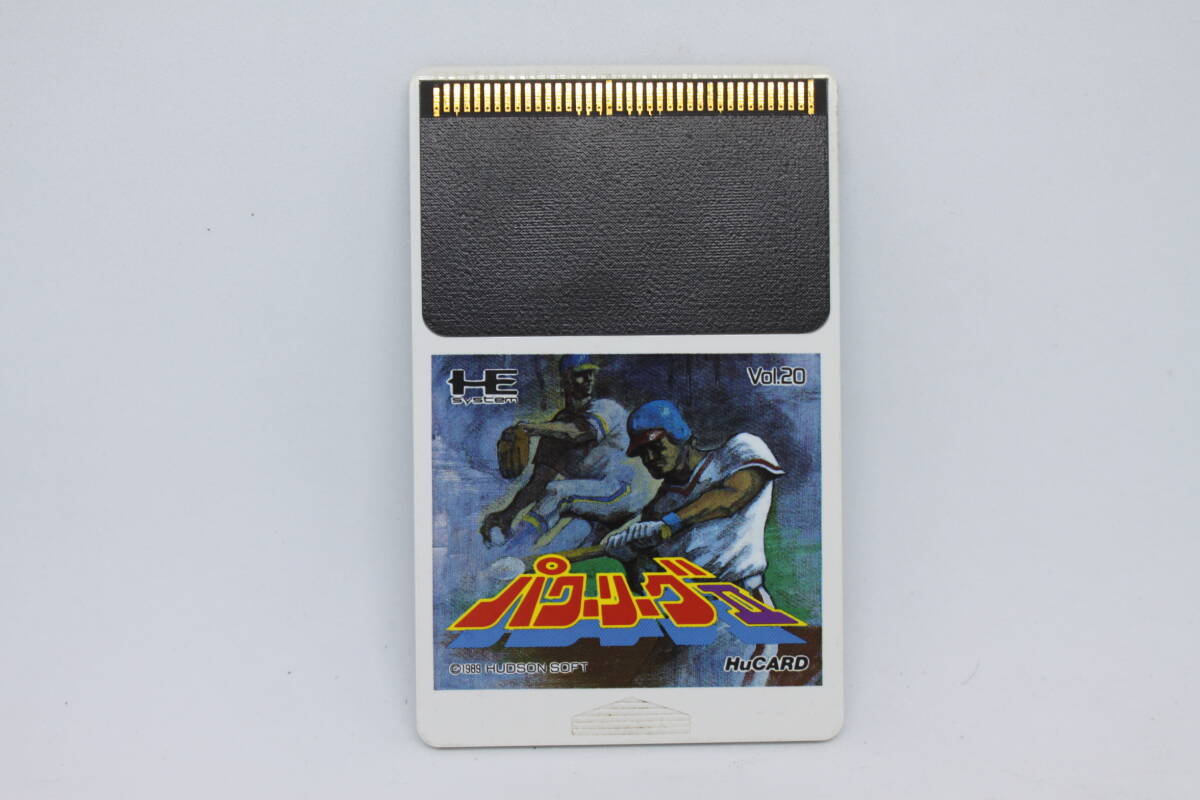 HE
system
Vol.20
パワーリーグII
©1989 HUDSON SOFT
HuCARD